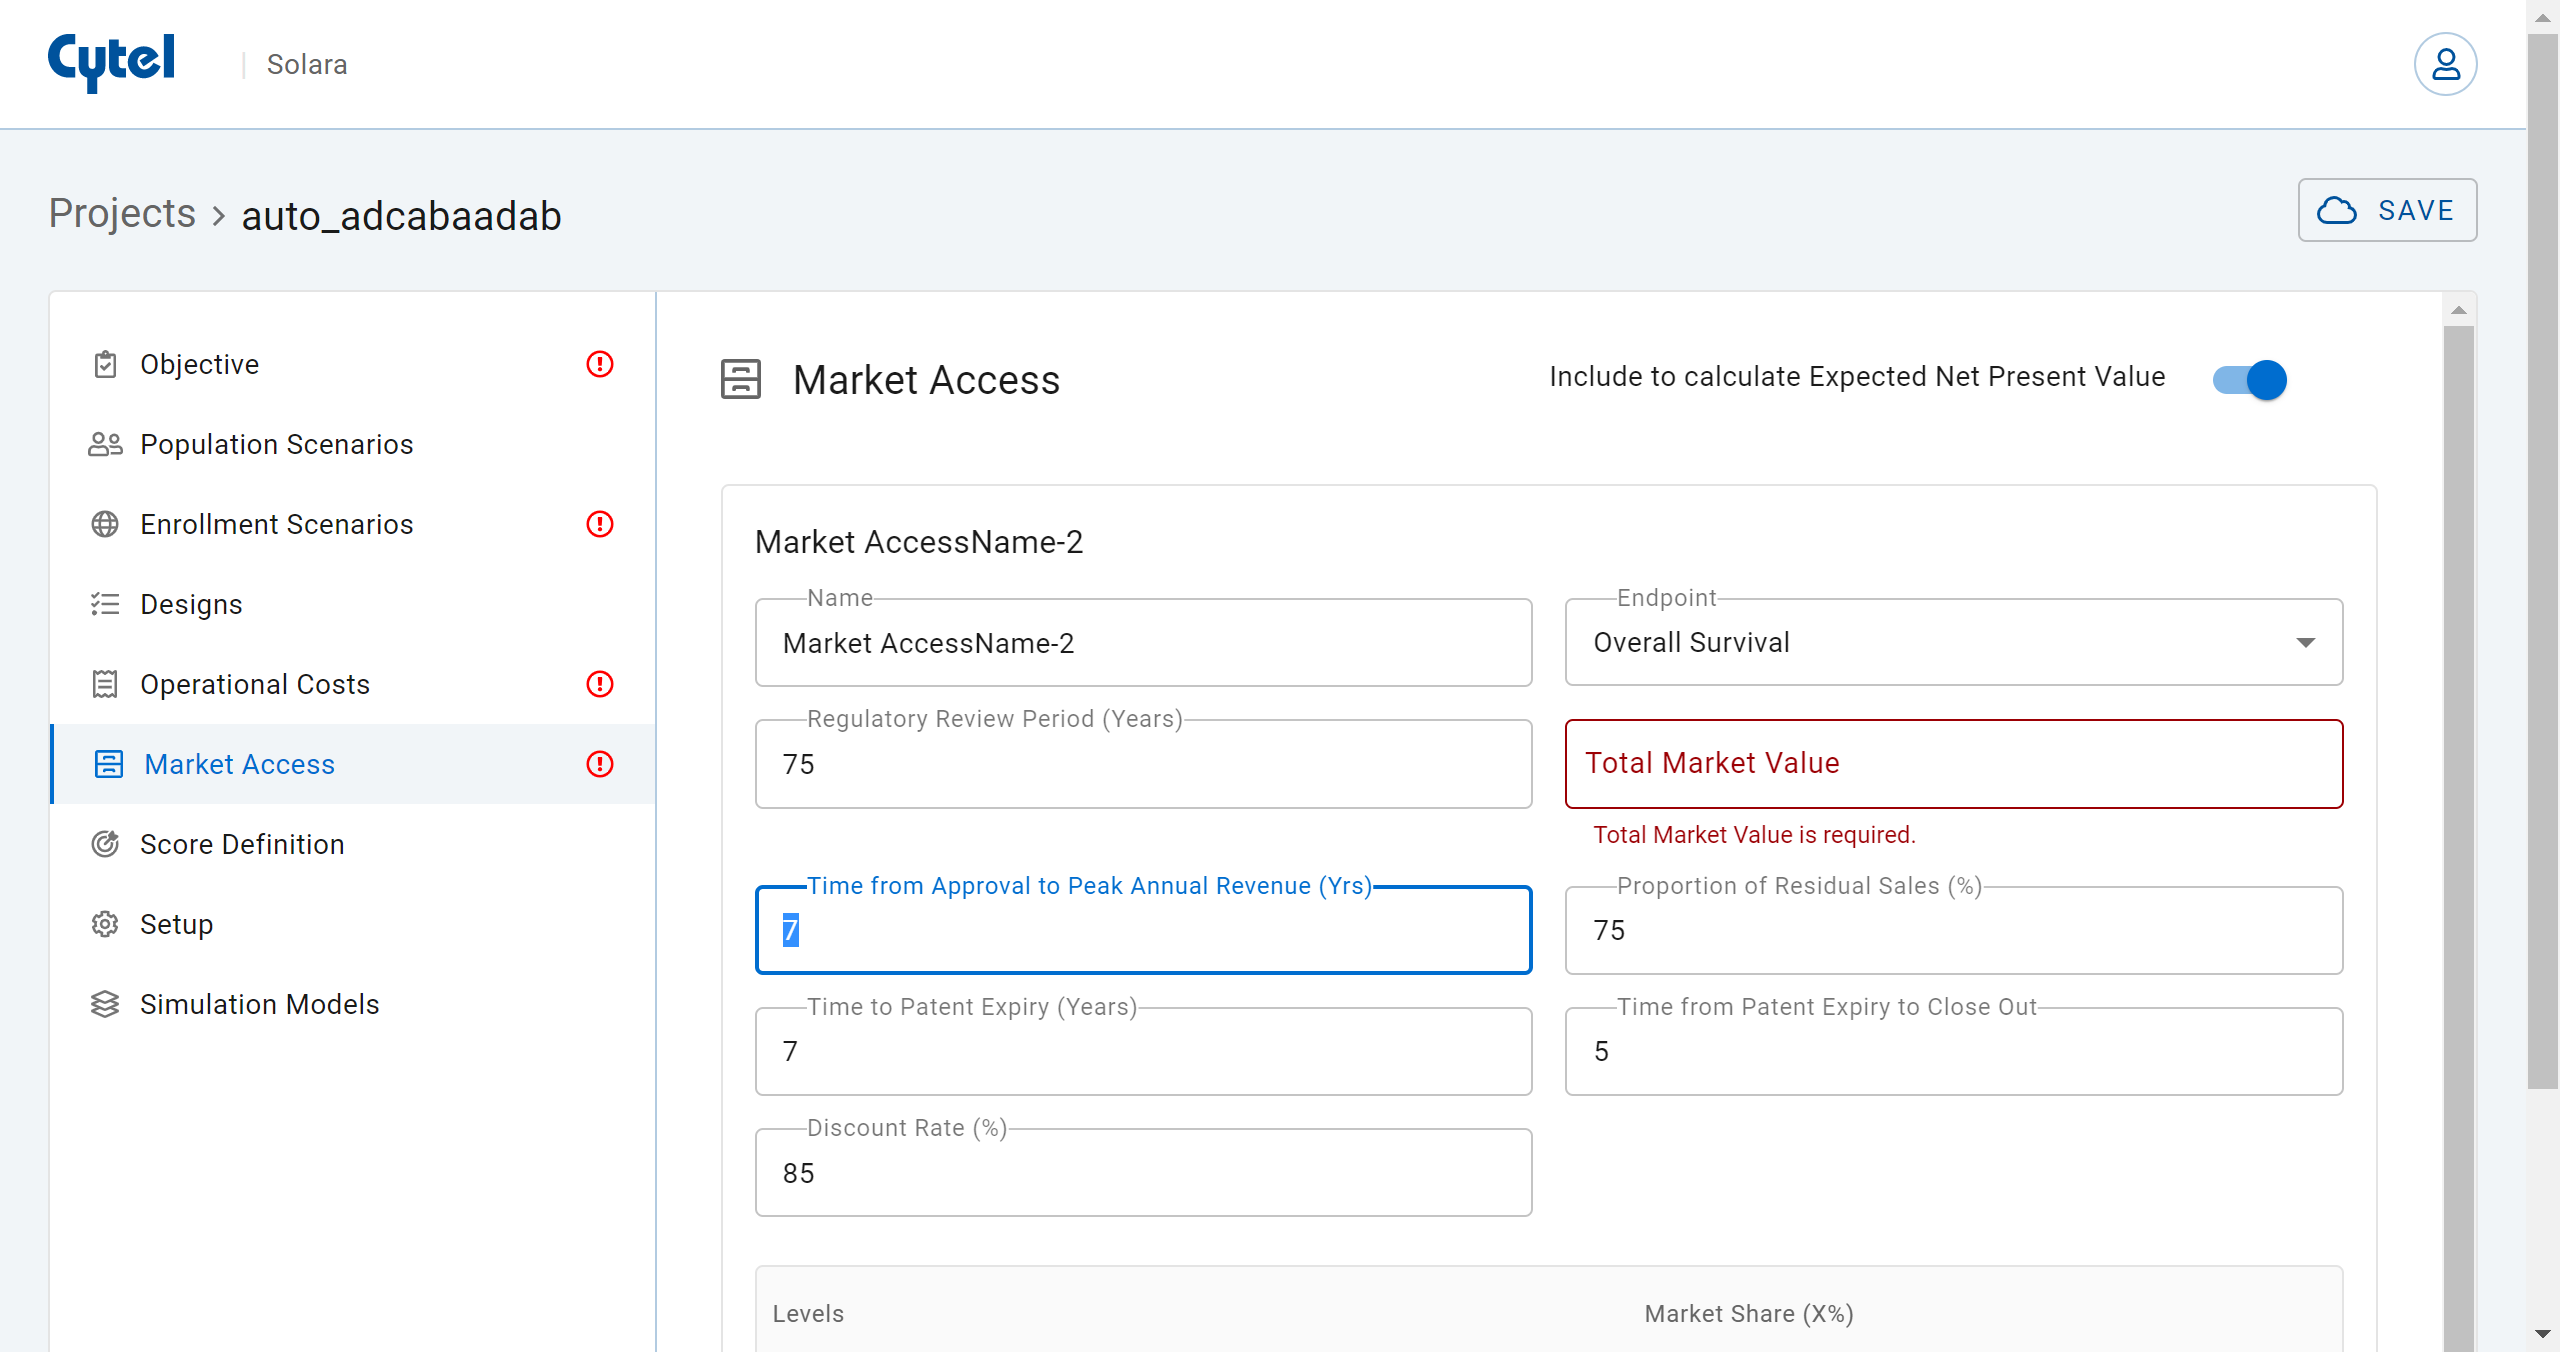 Cytel | Solara
Projects > auto_adcabaadab
SAVE
Objective
Population Scenarios
Enrollment Scenarios
Designs
Operational Costs
Market Access
Score Definition
Setup
Simulation Models
Market Access
Include to calculate Expected Net Present Value
Market AccessName-2
Name
Market AccessName-2
Endpoint
Overall Survival
Regulatory Review Period (Years)
75
Total Market Value
Total Market Value is required.
Time from Approval to Peak Annual Revenue (Yrs)
7
Proportion of Residual Sales (%)
75
Time to Patent Expiry (Years)
7
Time from Patent Expiry to Close Out
5
Discount Rate (%)
85
Levels
Market Share (X%)